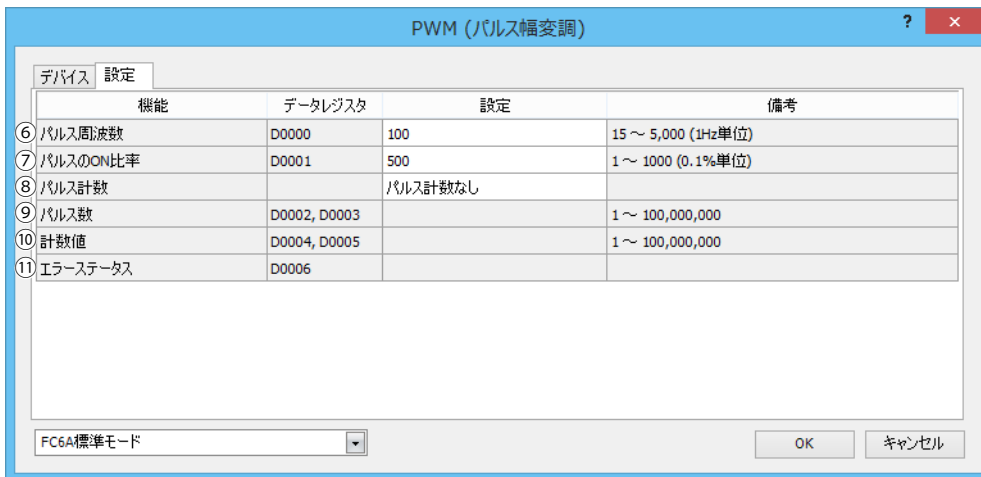 PWM (パルス幅変調)
? ×
デバイス 設定
機能 データレジスタ 設定 備考
⑥ パルス周波数 D0000 100 15 ～ 5,000 (1Hz単位)
⑦ パルスのON比率 D0001 500 1 ～ 1000 (0.1%単位)
⑧ パルス計数 パルス計数なし
⑨ パルス数 D0002, D0003 1 ～ 100,000,000
⑩ 計数値 D0004, D0005 1 ～ 100,000,000
⑪ エラーステータス D0006
FC6A標準モード OK キャンセル